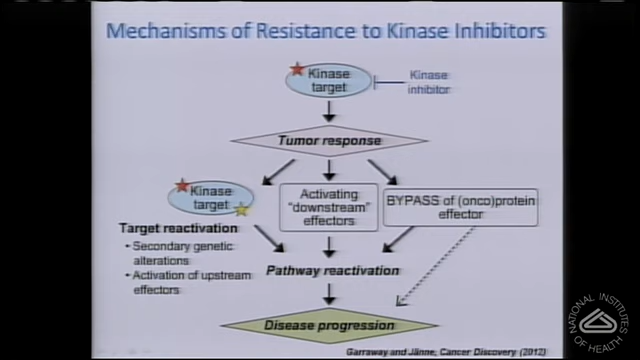 Mechanisms of Resistance to Kinase Inhibitors
Kinase
target
Kinase
inhibitor
Tumor response
Kinase
target
Activating
"downstream"
effectors
BYPASS of (onco)protein
effector
Target reactivation
• Secondary genetic
alterations
• Activation of upstream
effectors
Pathway reactivation
Disease progression
Garraway and Jänne, Cancer Discovery (2012)
NATIONAL INSTITUTES
OF HEALTH